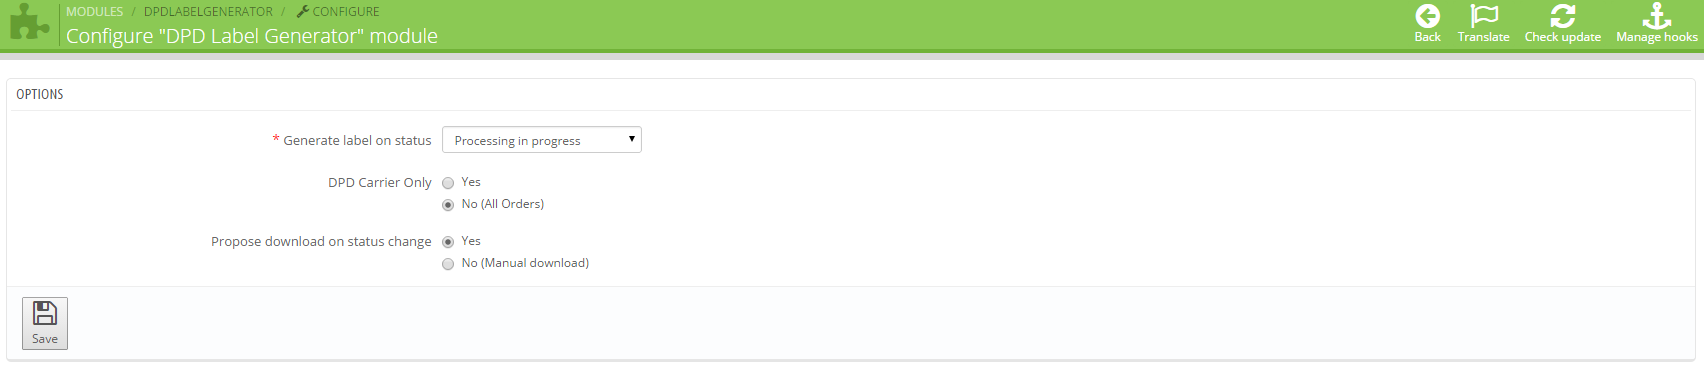 MODULES / DPDLABELGENERATOR / CONFIGURE
Configure "DPD Label Generator" module
Back Translate Check update Manage hooks
OPTIONS
* Generate label on status Processing in progress
DPD Carrier Only Yes
No (All Orders)
Propose download on status change Yes
No (Manual download)
Save